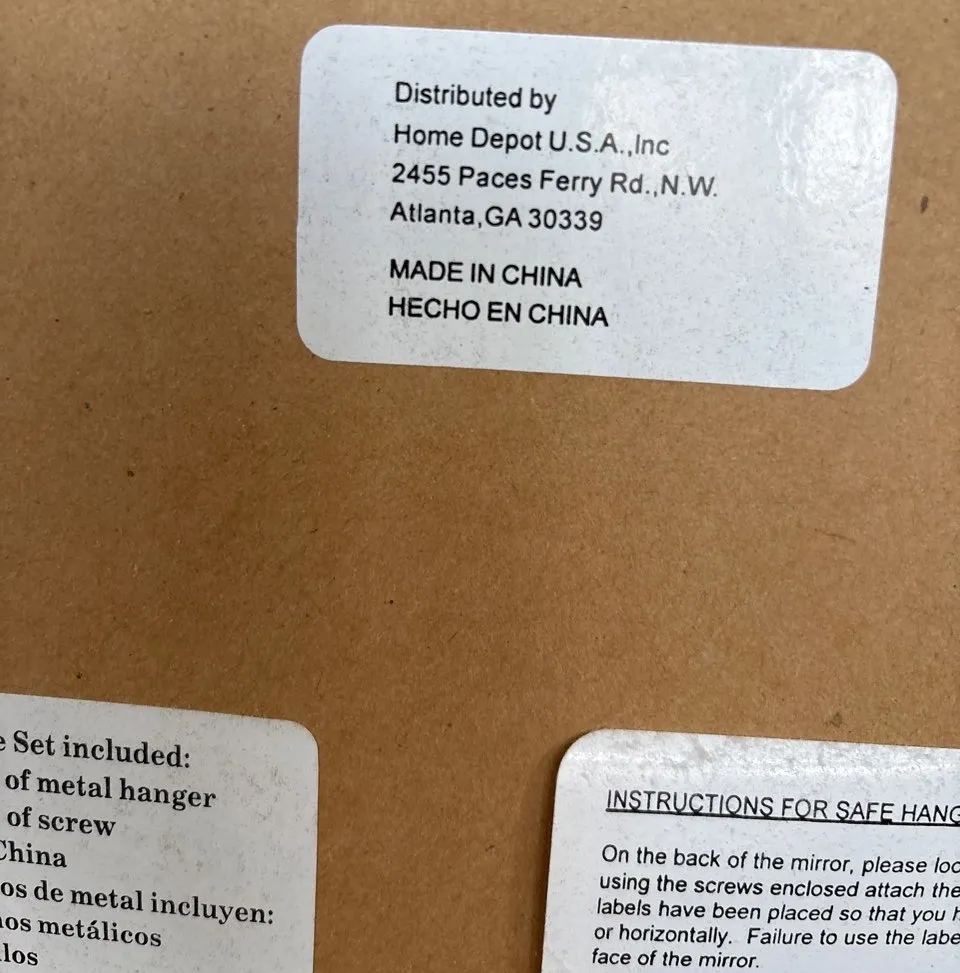 Distributed by
Home Depot U.S.A.,Inc
2455 Paces Ferry Rd.,N.W.
Atlanta,GA 30339
MADE IN CHINA
HECHO EN CHINA
Set included:
of metal hanger
of screw
China
de metal incluyen:
metálicos
INSTRUCTIONS FOR SAFE
On the back of the mirror, please
using the screws enclosed attach the
labels have been placed so that you
or horizontally. Failure to use the
face of the mirror.